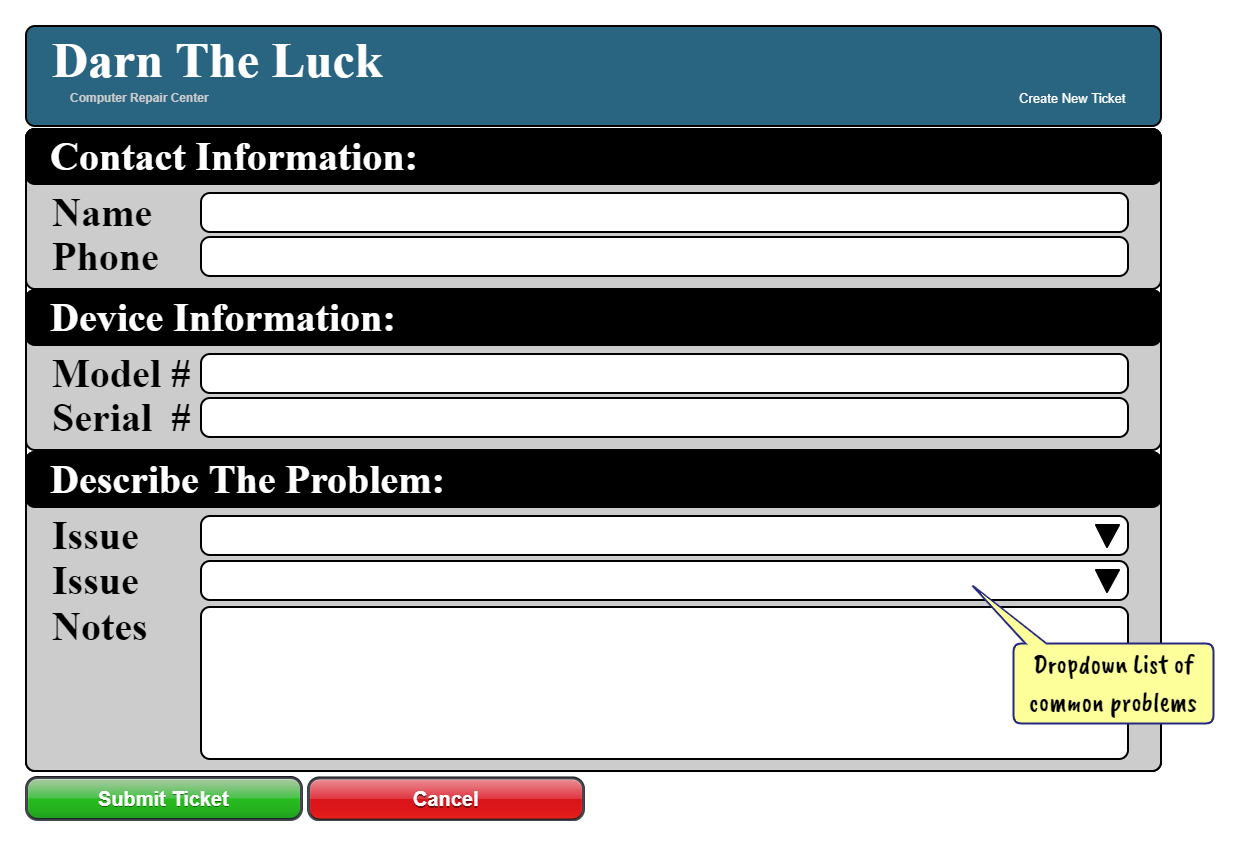 Darn The Luck
Computer Repair Center
Create New Ticket
Contact Information:
Name
Phone
Device Information:
Model #
Serial #
Describe The Problem:
Issue
Issue
Notes
Dropdown List of
common problems
Submit Ticket
Cancel